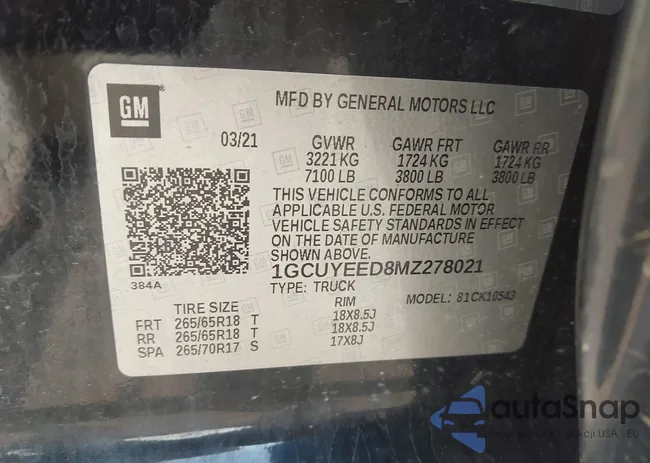 GM
MFD BY GENERAL MOTORS LLC
03/21 GVWR GAWR FRT GAWR RR
3221 KG 1724 KG 1724 KG
7100 LB 3800 LB 3800 LB
THIS VEHICLE CONFORMS TO ALL
APPLICABLE U.S. FEDERAL MOTOR
VEHICLE SAFETY STANDARDS IN EFFECT
ON THE DATE OF MANUFACTURE
SHOWN ABOVE.
1GCUYEED8MZ278021
384A
TYPE: TRUCK MODEL: 81CK10543
TIRE SIZE RIM
FRT 265/65R18 T 18X8.5J
RR 265/65R18 T 18X8.5J
SPA 265/70R17 S 17X8J
autoSnap
USA EU